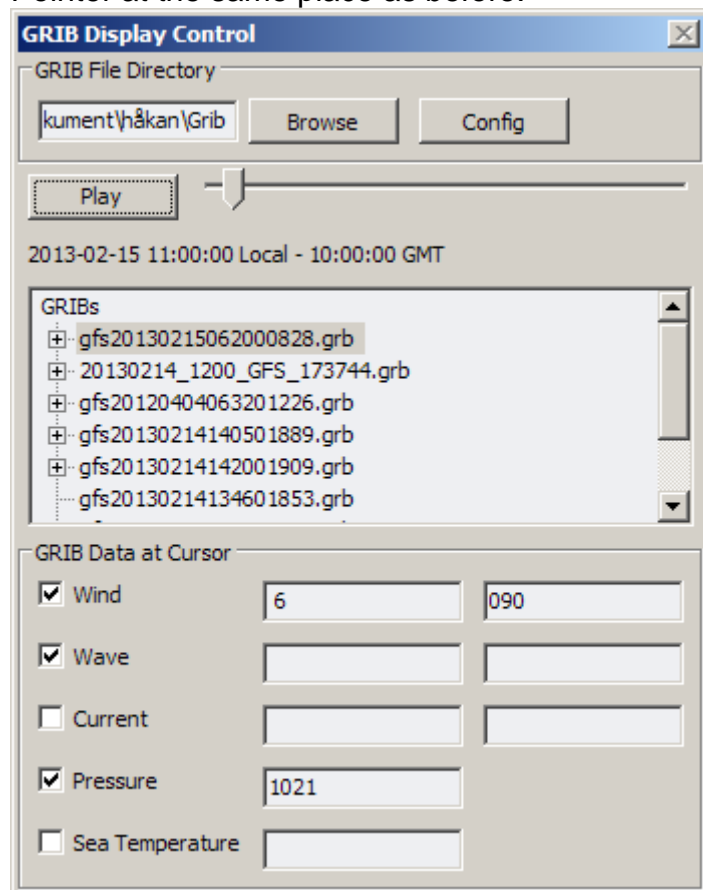 Pointer at the same place as before.
GRIB Display Control
GRIB File Directory
kument\håkan\Grib Browse Config
Play
2013-02-15 11:00:00 Local - 10:00:00 GMT
GRIBs
gfs20130215062000828.grb
20130214_1200_GFS_173744.grb
gfs20120404063201226.grb
gfs20130214140501889.grb
gfs20130214142001909.grb
gfs20130214134601853.grb
GRIB Data at Cursor
Wind 6 090
Wave
Current
Pressure 1021
Sea Temperature